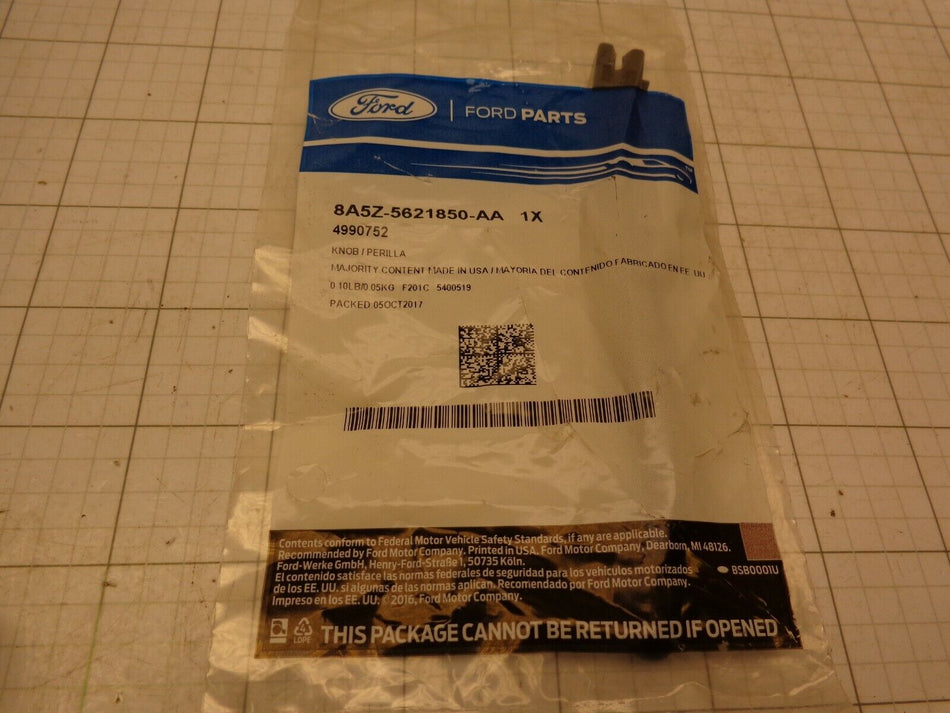 Ford
FORD PARTS
8A5Z-5621850-AA 1X
4990752
KNOB / PERILLA
MAJORITY CONTENT MADE IN USA / MAYORIA DEL CONTENIDO FABRICADO EN EE UU
0.10LB/0.05KG F201C 5400519
PACKED 05OCT2017
Contents conform to Federal Motor Vehicle Safety Standards, if any are applicable.
Recommended by Ford Motor Company. Printed in USA. Ford Motor Company, Dearborn, MI 48126.
Ford-Werke GmbH, Henry-Ford-Straße 1, 50735 Köln.
El contenido satisface las normas federales de seguridad para los vehículos motorizados
de los EE. UU. si algunas de las normas aplican. Recomendado por Ford Motor Company.
Impreso en los EE. UU. ©2016, Ford Motor Company.
BSB0001U
4
LDPE
THIS PACKAGE CANNOT BE RETURNED IF OPENED